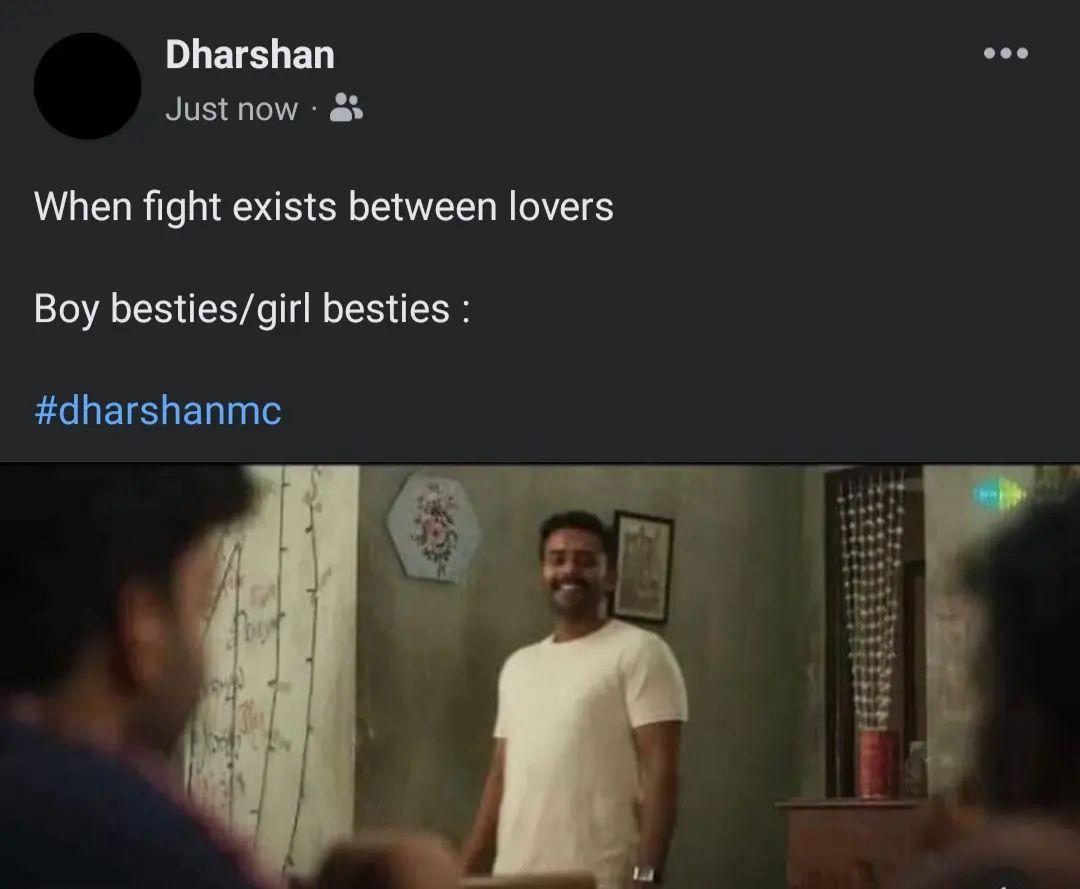 Dharshan
Just now ·
When fight exists between lovers
Boy besties/girl besties :
#dharshanmc